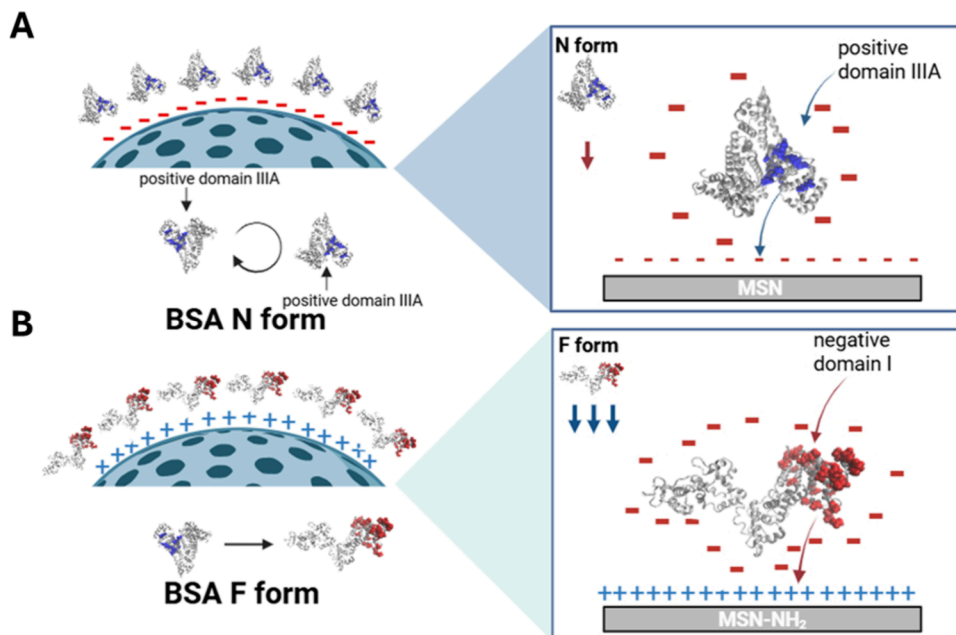 A
positive domain IIIA
positive domain IIIA
BSA N form
N form
positive
domain IIIA
MSN
B
BSA F form
F form
negative
domain I
MSN-NH₂